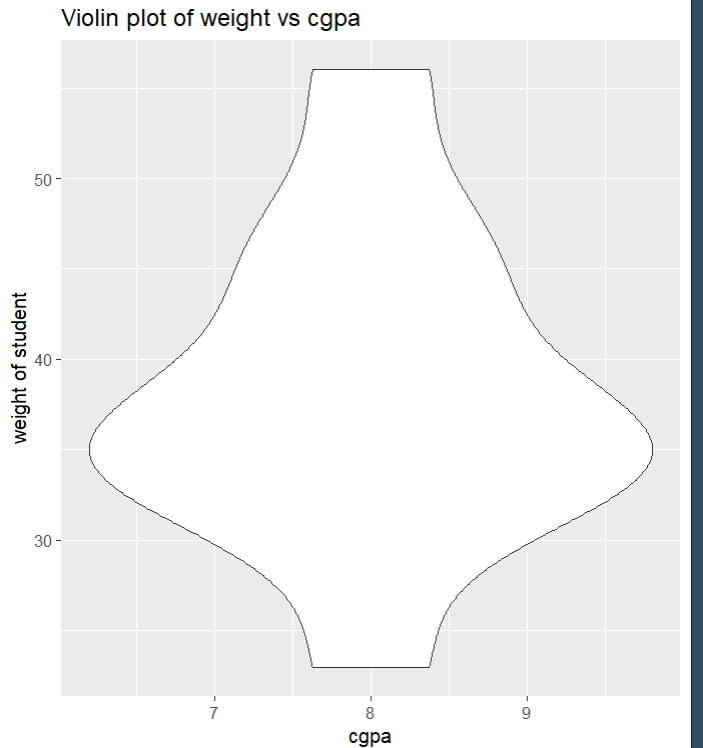 Violin plot of weight vs cgpa
50
40
30
weight of student
7 8 9
cgpa